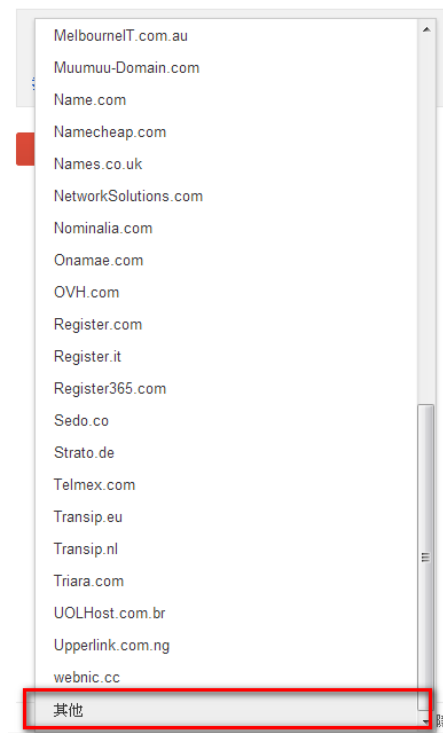 MelbourneIT.com.au
Muumuu-Domain.com
Name.com
Namecheap.com
Names.co.uk
NetworkSolutions.com
Nominalia.com
Onamae.com
OVH.com
Register.com
Register.it
Register365.com
Sedo.co
Strato.de
Telmex.com
Transip.eu
Transip.nl
Triara.com
UOLHost.com.br
Upperlink.com.ng
webnic.cc
其他